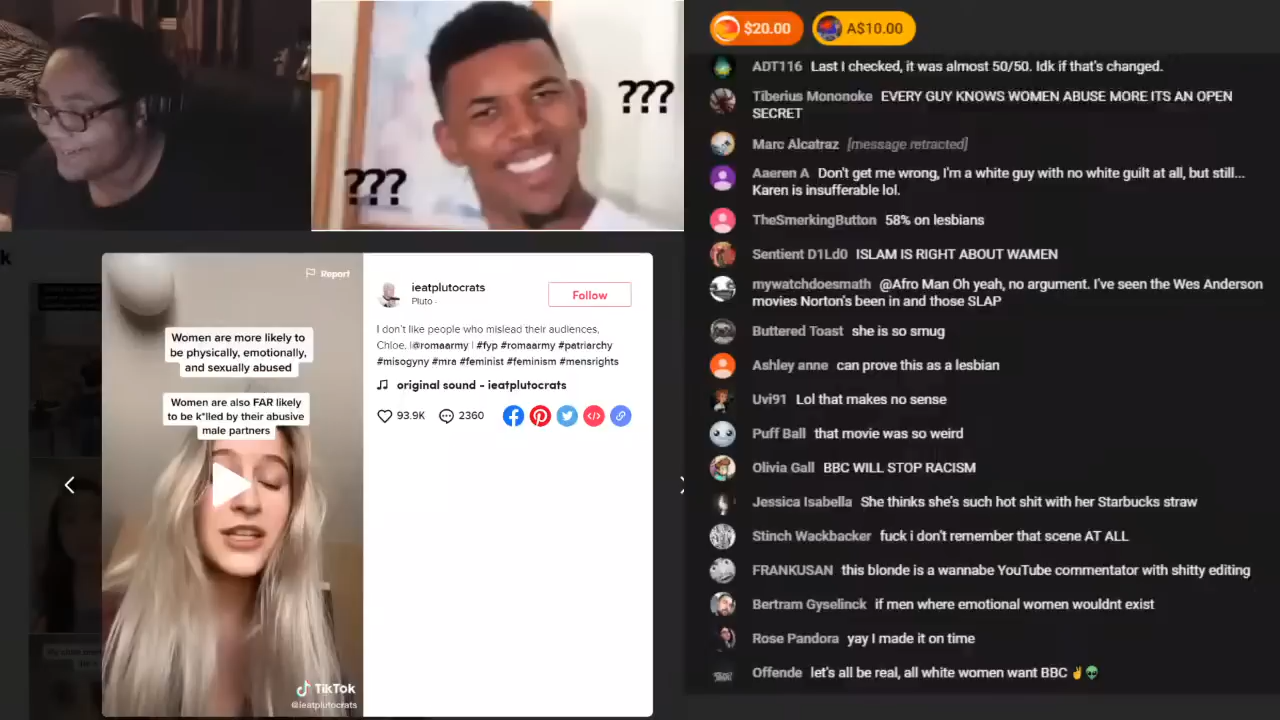 ???
???
k
Report
Women are more likely to
be physically, emotionally,
and sexually abused
Women are also FAR likely
to be k*lled by their abusive
male partners
TikTok
@ieatplutocrats
ieatplutocrats
Pluto ·
Follow
I don't like people who mislead their audiences,
Chloe. |@romaarmy | #fyp #romaarmy #patriarchy
#misogyny #mra #feminist #feminism #mensrights
original sound - ieatplutocrats
93.9K
2360
$20.00
A$10.00
ADT116 Last I checked, it was almost 50/50. Idk if that's changed.
Tiberius Mononoke EVERY GUY KNOWS WOMEN ABUSE MORE ITS AN OPEN
SECRET
Marc Alcatraz [message retracted]
Aaeren A Don't get me wrong, I'm a white guy with no white guilt at all, but still...
Karen is insufferable lol.
TheSmerkingButton 58% on lesbians
Sentient D1Ld0 ISLAM IS RIGHT ABOUT WAMEN
mywatchdoesmath @Afro Man Oh yeah, no argument. I've seen the Wes Anderson
movies Norton's been in and those SLAP
Buttered Toast she is so smug
Ashley anne can prove this as a lesbian
Uvi91 Lol that makes no sense
Puff Ball that movie was so weird
Olivia Gall BBC WILL STOP RACISM
Jessica Isabella She thinks she's such hot shit with her Starbucks straw
Stinch Wackbacker fuck i don't remember that scene AT ALL
FRANKUSAN this blonde is a wannabe YouTube commentator with shitty editing
Bertram Gyselinck if men where emotional women wouldnt exist
Rose Pandora yay I made it on time
Offende let's all be real, all white women want BBC ✌👽